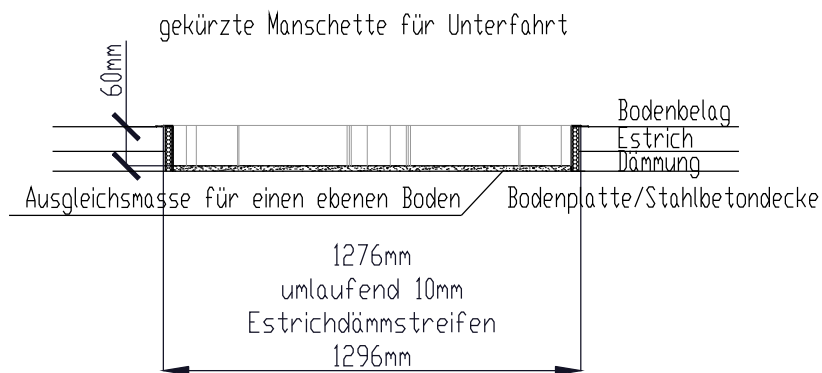 gekürzte Manschette für Unterfahrt
60mm
Bodenbelag
Estrich
Dämmung
Ausgleichsmasse für einen ebenen Boden
Bodenplatte/Stahlbetondecke
1276mm
umlaufend 10mm
Estrichdämmstreifen
1296mm